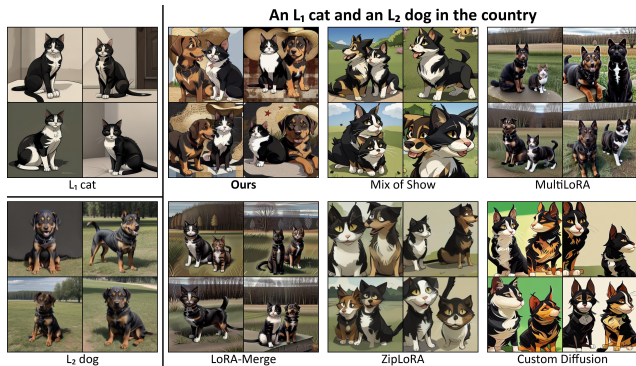 An L₁ cat and an L₂ dog in the country
L₁ cat
Ours
Mix of Show
MultiLoRA
L₂ dog
LoRA-Merge
ZipLoRA
Custom Diffusion